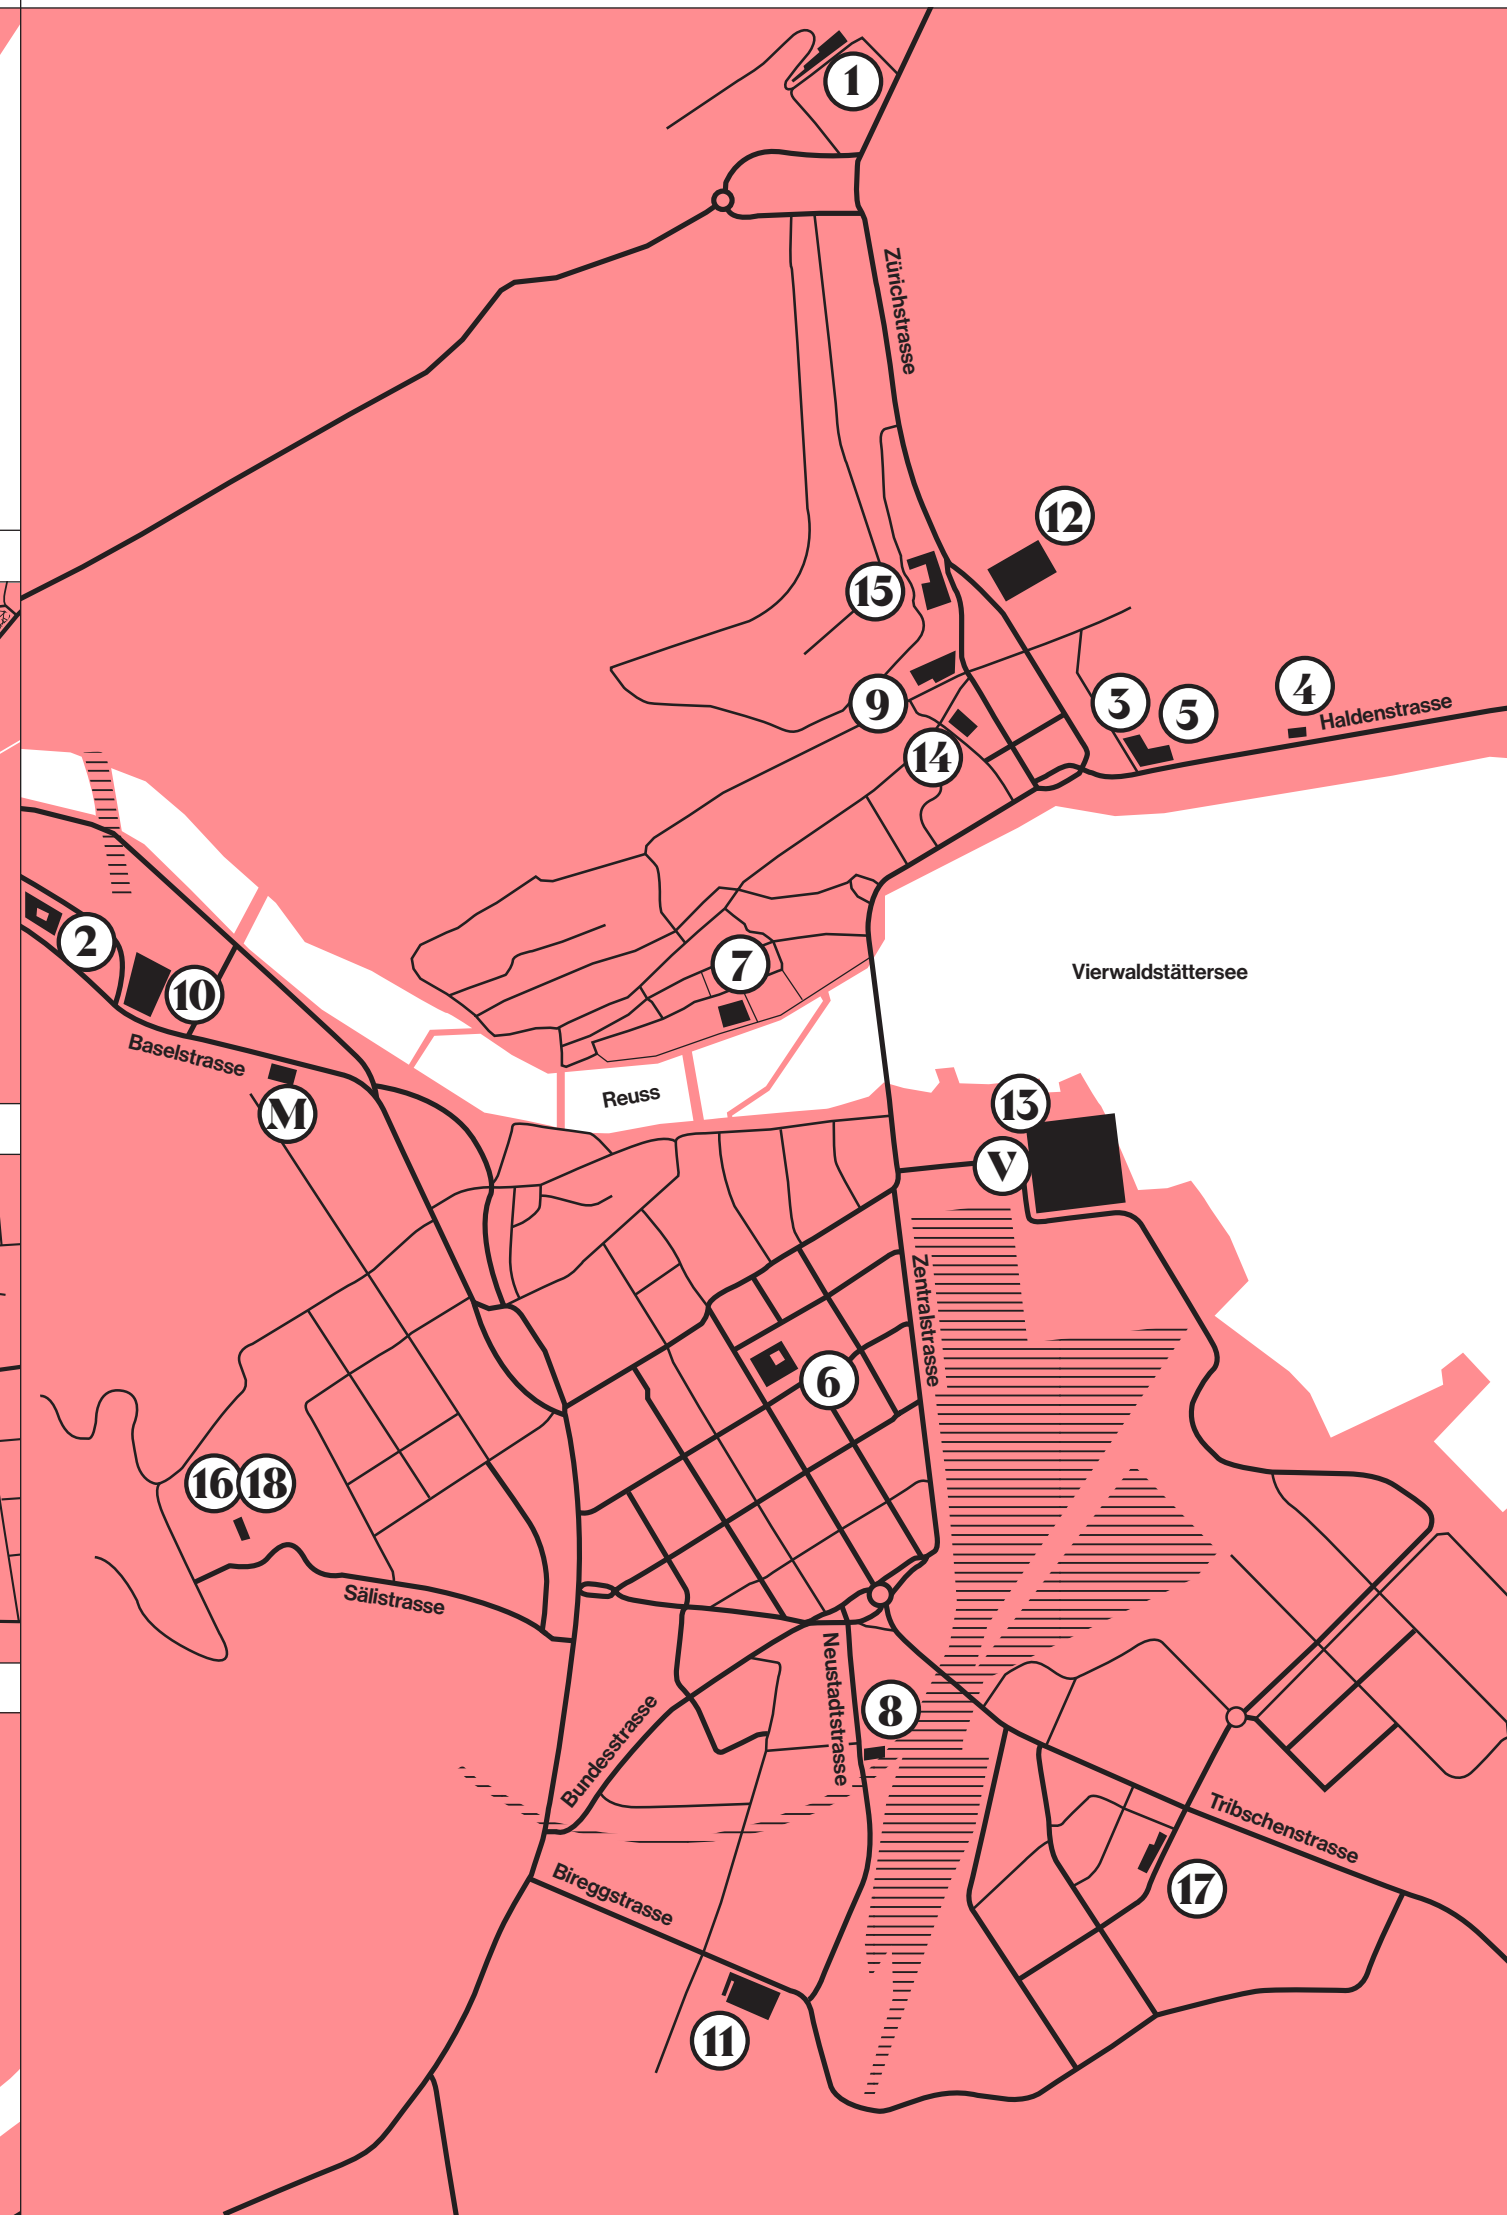 1
Zürichstrasse
12
15
3
5
4
Haldenstrasse
9
14
2
10
7
Vierwaldstättersee
Baselstrasse
M
Reuss
13
V
Zentralstrasse
6
16
18
Sälistrasse
Neustadtstrasse
8
Bundesstrasse
Tribschenstrasse
17
Bireggstrasse
11